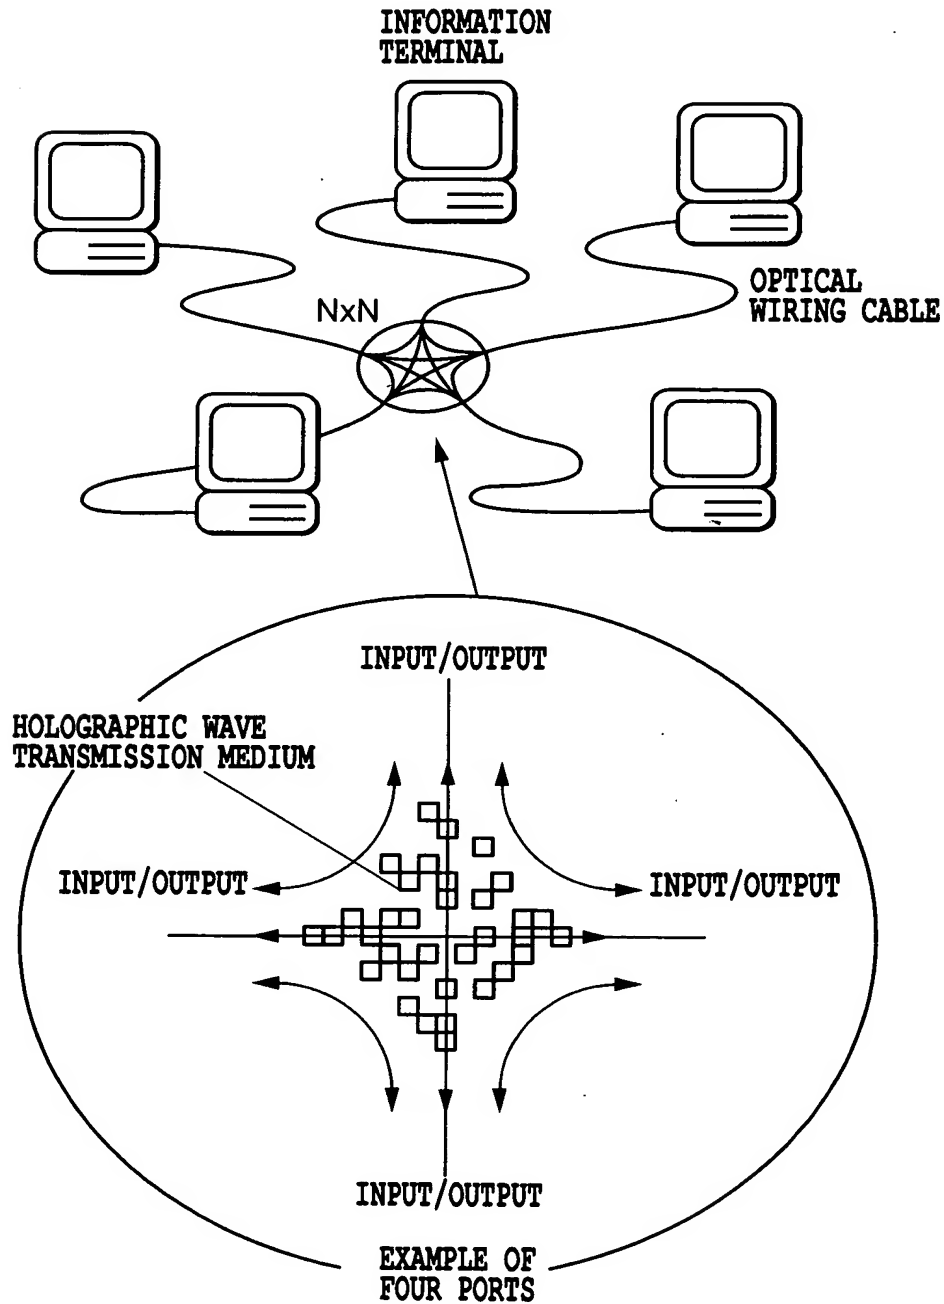 INFORMATION
TERMINAL
OPTICAL
WIRING CABLE
NxN
INPUT/OUTPUT
HOLOGRAPHIC WAVE
TRANSMISSION MEDIUM
INPUT/OUTPUT
INPUT/OUTPUT
INPUT/OUTPUT
EXAMPLE OF
FOUR PORTS